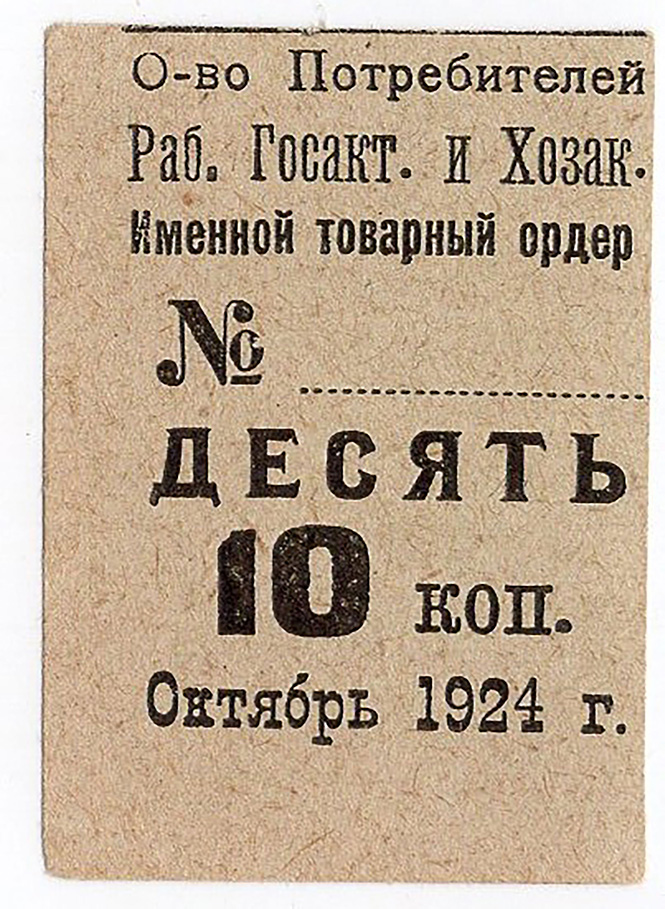 О-во Потребителей
Раб. Госакт. и Хозак.
Именной товарный ордер
№
ДЕСЯТЬ
10 коп.
Октябрь 1924 г.